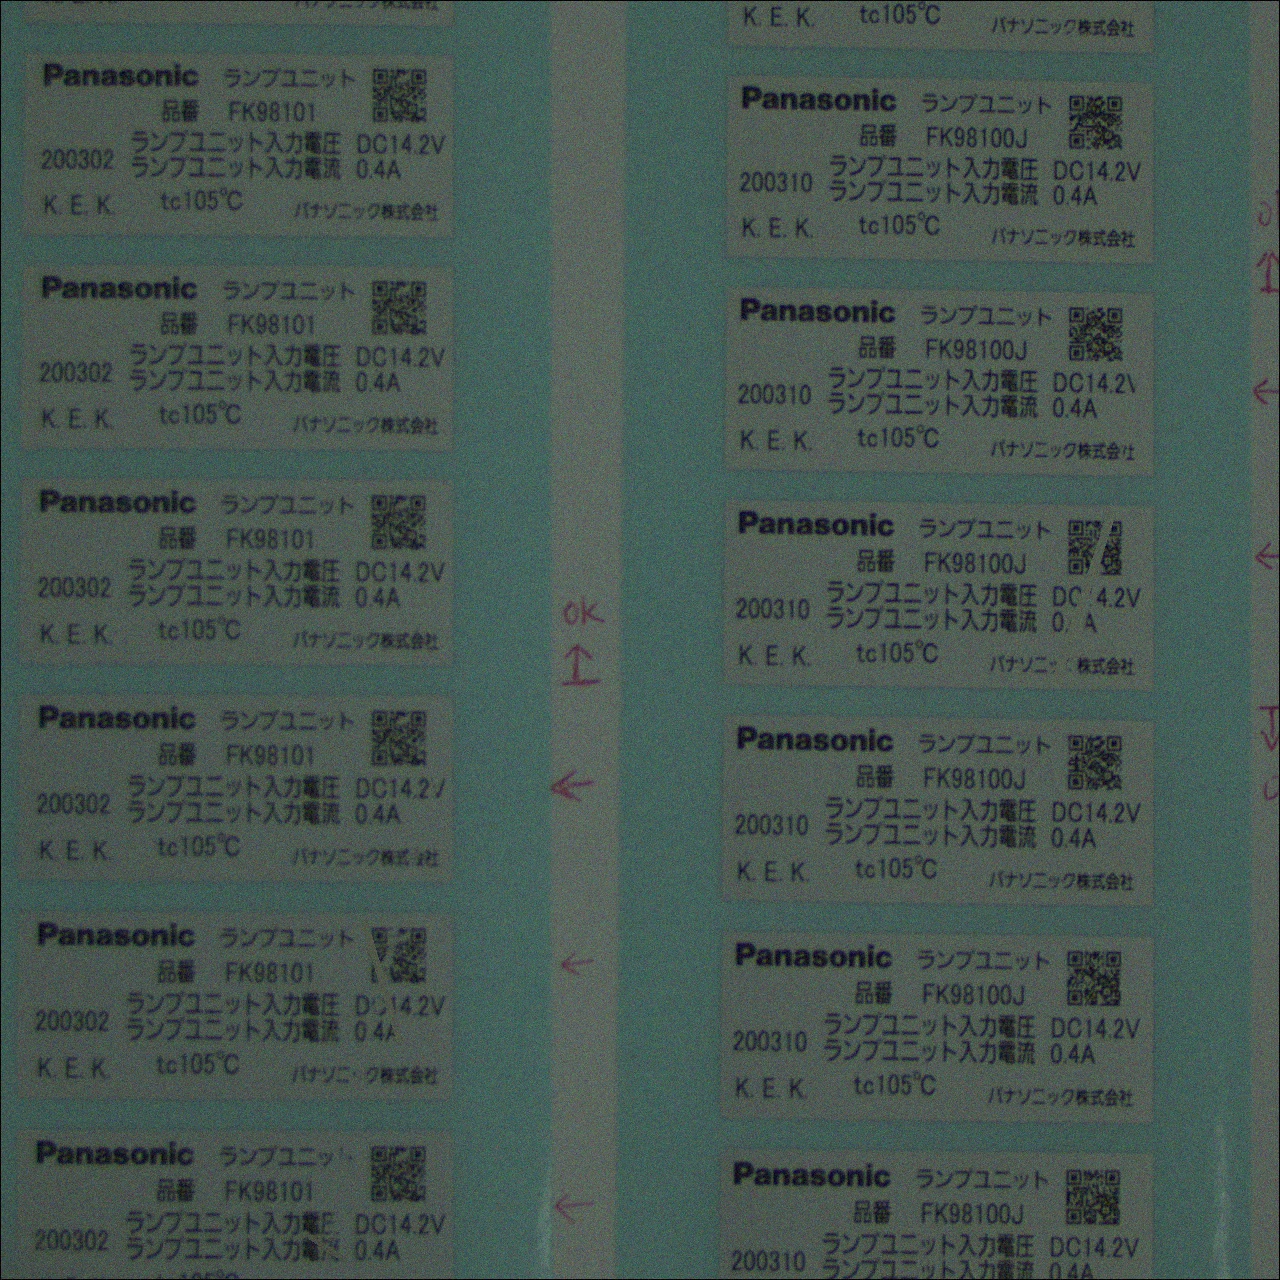 K. E. K. tc105℃ パナソニック株式会社
Panasonic ランプユニット
品番 FK98101
ランプユニット入力電圧 DC14.2V
200302 ランプユニット入力電流 0.4A
K. E. K. tc105℃ パナソニック株式会社
Panasonic ランプユニット
品番 FK98101
ランプユニット入力電圧 DC14.2V
200302 ランプユニット入力電流 0.4A
K. E. K. tc105℃ パナソニック株式会社
Panasonic ランプユニット
品番 FK98101
ランプユニット入力電圧 DC14.2V
200302 ランプユニット入力電流 0.4A
K. E. K. tc105℃ パナソニック株式会社
Panasonic ランプユニット
品番 FK98101
ランプユニット入力電圧 DC14.2
200302 ランプユニット入力電流 0.4A
K. E. K. tc105℃ パナソニック株式会社
Panasonic ランプユニット
品番 FK98101
ランプユニット入力電圧 DC14.2V
200302 ランプユニット入力電流 0.4A
K. E. K. tc105℃ パナソニック株式会社
Panasonic ランプユニッ
品番 FK98101
ランプユニット入力電圧 DC14.2V
200302 ランプユニット入力電流 0.4A
ok
Panasonic ランプユニット
品番 FK98100J
ランプユニット入力電圧 DC14.2V
200310 ランプユニット入力電流 0.4A
K. E. K. tc105℃ パナソニック株式会社
Panasonic ランプユニット
品番 FK98100J
ランプユニット入力電圧 DC14.2
200310 ランプユニット入力電流 0.4A
K. E. K. tc105℃ パナソニック株式会社
Panasonic ランプユニット
品番 FK98100J
ランプユニット入力電圧 DC 4.2V
200310 ランプユニット入力電流 0. A
K. E. K. tc105℃ パナソニ 株式会社
Panasonic ランプユニット
品番 FK98100J
ランプユニット入力電圧 DC14.2V
200310 ランプユニット入力電流 0.4A
K. E. K. tc105℃ パナソニック株式会社
Panasonic ランプユニット
品番 FK98100J
ランプユニット入力電圧 DC14.2V
200310 ランプユニット入力電流 0.4A
K. E. K. tc105℃ パナソニック株式会社
Panasonic ランプユニット
品番 FK98100J
ランプユニット入力電圧 DC14.2V
200310 ランプユニット入力電流 0.4A